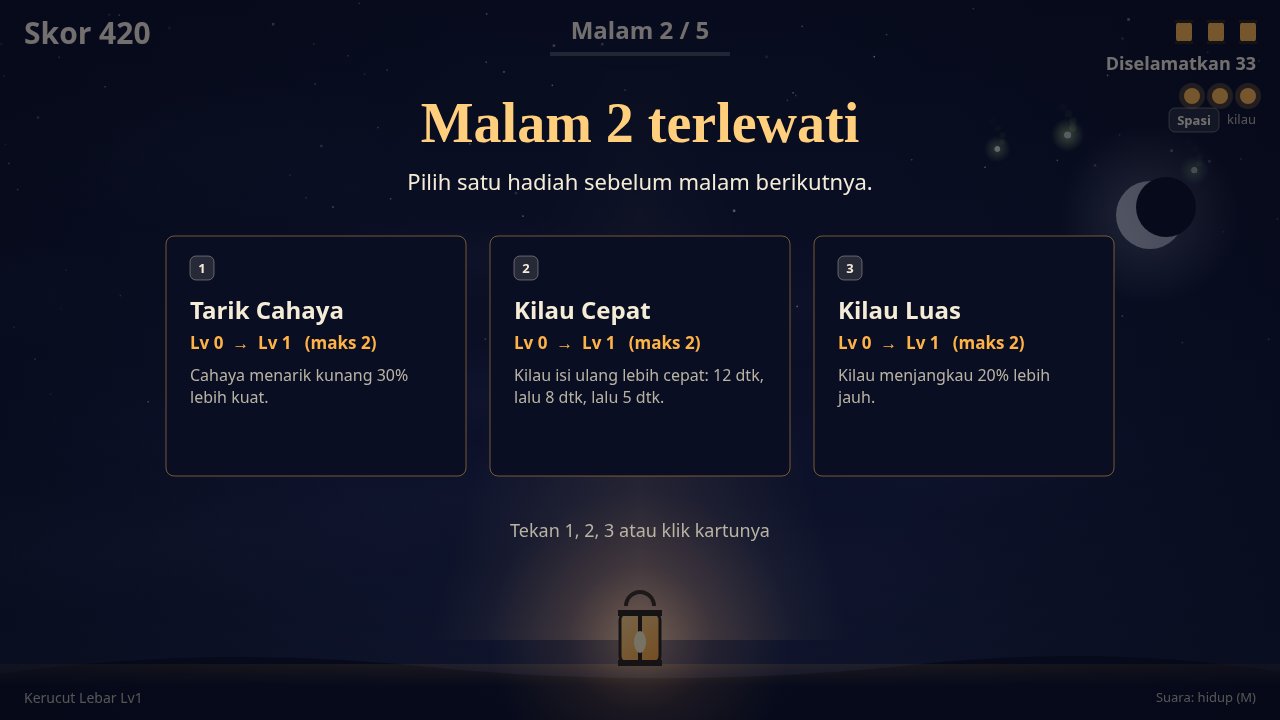 Skor 420
Malam 2 / 5
Diselamatkan 33
Spasi kilau
Malam 2 terlewati
Pilih satu hadiah sebelum malam berikutnya.
1
Tarik Cahaya
Lv 0 → Lv 1 (maks 2)
Cahaya menarik kunang 30%
lebih kuat.
2
Kilau Cepat
Lv 0 → Lv 1 (maks 2)
Kilau isi ulang lebih cepat: 12 dtk,
lalu 8 dtk, lalu 5 dtk.
3
Kilau Luas
Lv 0 → Lv 1 (maks 2)
Kilau menjangkau 20% lebih
jauh.
Tekan 1, 2, 3 atau klik kartunya
Kerucut Lebar Lv1
Suara: hidup (M)